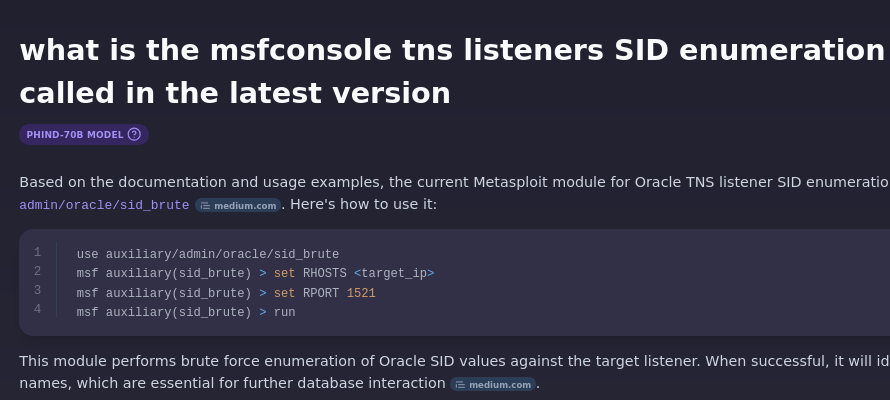 what is the msfconsole tns listeners SID enumeration
called in the latest version
PHIND-70B MODEL ?
Based on the documentation and usage examples, the current Metasploit module for Oracle TNS listener SID enumeratio
admin/oracle/sid_brute medium.com. Here's how to use it:
1 use auxiliary/admin/oracle/sid_brute
2 msf auxiliary(sid_brute) > set RHOSTS <target_ip>
3 msf auxiliary(sid_brute) > set RPORT 1521
4 msf auxiliary(sid_brute) > run
This module performs brute force enumeration of Oracle SID values against the target listener. When successful, it will id
names, which are essential for further database interaction medium.com.